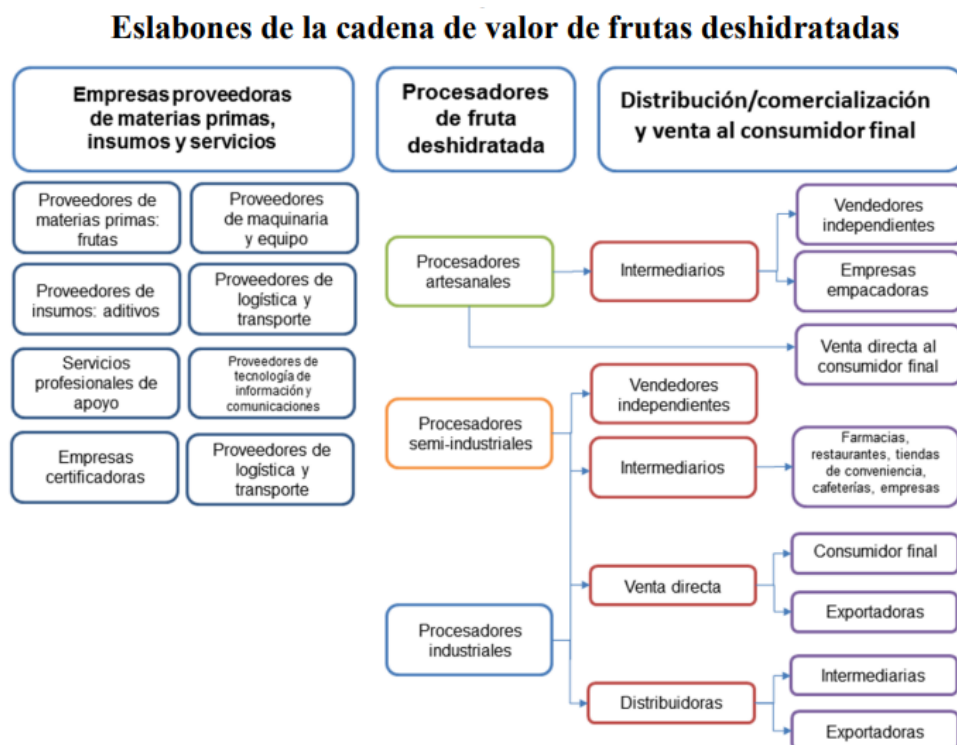 Eslabones de la cadena de valor de frutas deshidratadas
Empresas proveedoras
de materias primas,
insumos y servicios
Procesadores
de fruta
deshidratada
Distribución/comercialización
y venta al consumidor final
Proveedores de
materias primas:
frutas
Proveedores
de maquinaria
y equipo
Proveedores de
insumos: aditivos
Proveedores de
logística y
transporte
Servicios
profesionales de
apoyo
Proveedores de
tecnología de
información y
comunicaciones
Empresas
certificadoras
Proveedores de
logística y
transporte
Procesadores
artesanales
Intermediarios
Vendedores
independientes
Empresas
empacadoras
Venta directa al
consumidor final
Procesadores
semi-industriales
Vendedores
independientes
Intermediarios
Farmacias,
restaurantes, tiendas
de conveniencia,
cafeterías, empresas
Procesadores
industriales
Venta directa
Consumidor final
Exportadoras
Distribuidoras
Intermediarias
Exportadoras